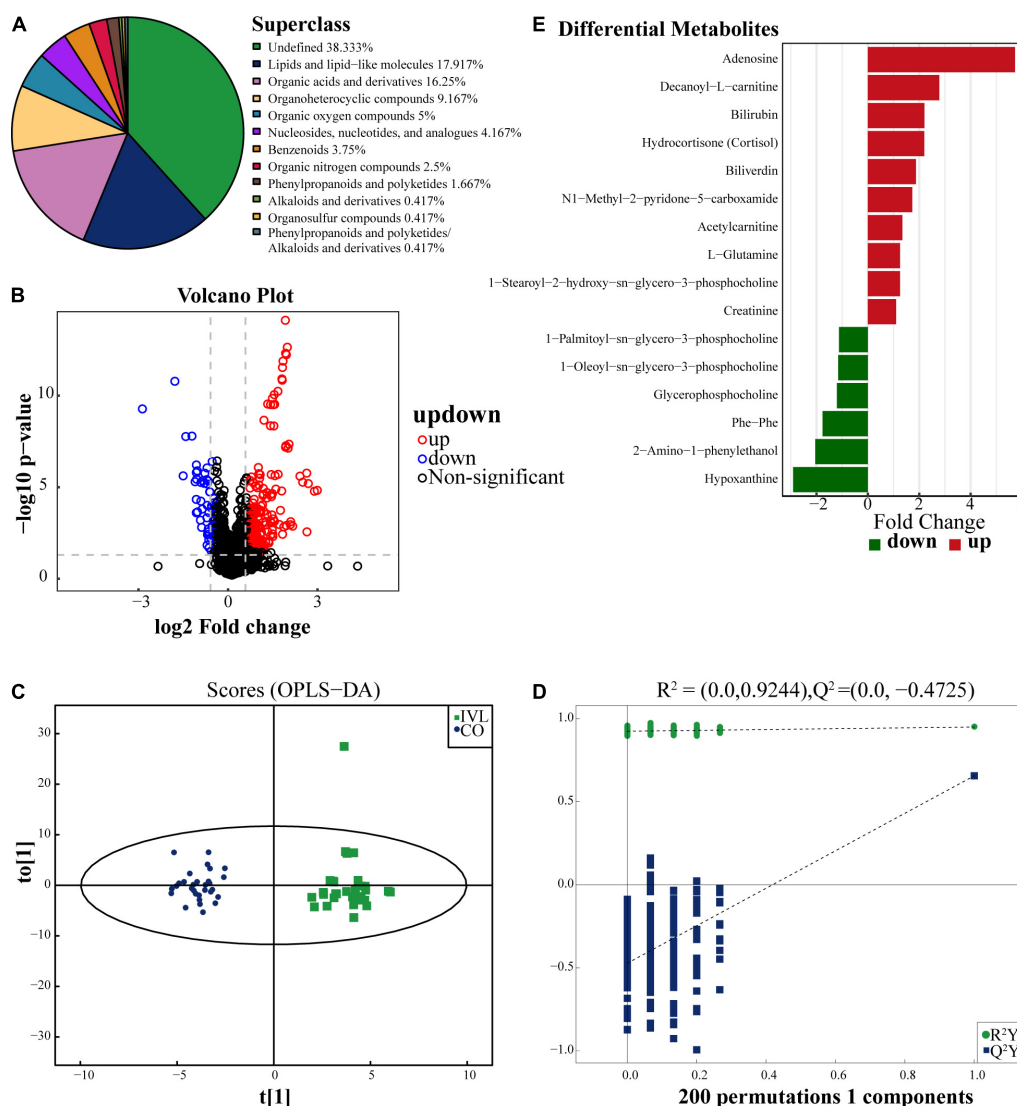 A
Superclass
Undefined 38.333%
Lipids and lipid−like molecules 17.917%
Organic acids and derivatives 16.25%
Organoheterocyclic compounds 9.167%
Organic oxygen compounds 5%
Nucleosides, nucleotides, and analogues 4.167%
Benzenoids 3.75%
Organic nitrogen compounds 2.5%
Phenylpropanoids and polyketides 1.667%
Alkaloids and derivatives 0.417%
Organosulfur compounds 0.417%
Phenylpropanoids and polyketides/
Alkaloids and derivatives 0.417%
B
Volcano Plot
−log10 p−value
10
5
0
−3
0
3
log2 Fold change
updown
up
down
Non−significant
E
Differential Metabolites
Adenosine
Decanoyl−L−carnitine
Bilirubin
Hydrocortisone (Cortisol)
Biliverdin
N1−Methyl−2−pyridone−5−carboxamide
Acetylcarnitine
L−Glutamine
1−Stearoyl−2−hydroxy−sn−glycero−3−phosphocholine
Creatinine
1−Palmitoyl−sn−glycero−3−phosphocholine
1−Oleoyl−sn−glycero−3−phosphocholine
Glycerophosphocholine
Phe−Phe
2−Amino−1−phenylethanol
Hypoxanthine
−2
0
2
4
Fold Change
down
up
C
Scores (OPLS−DA)
IVL
CO
to[1]
30
20
10
0
−10
−20
−30
−10
−5
0
5
10
t[1]
D
R² = (0.0,0.9244),Q²=(0.0, −0.4725)
1.0
0.5
0.0
−0.5
−1.0
0.0
0.2
0.4
0.6
0.8
1.0
R²Y
Q²Y
200 permutations 1 components